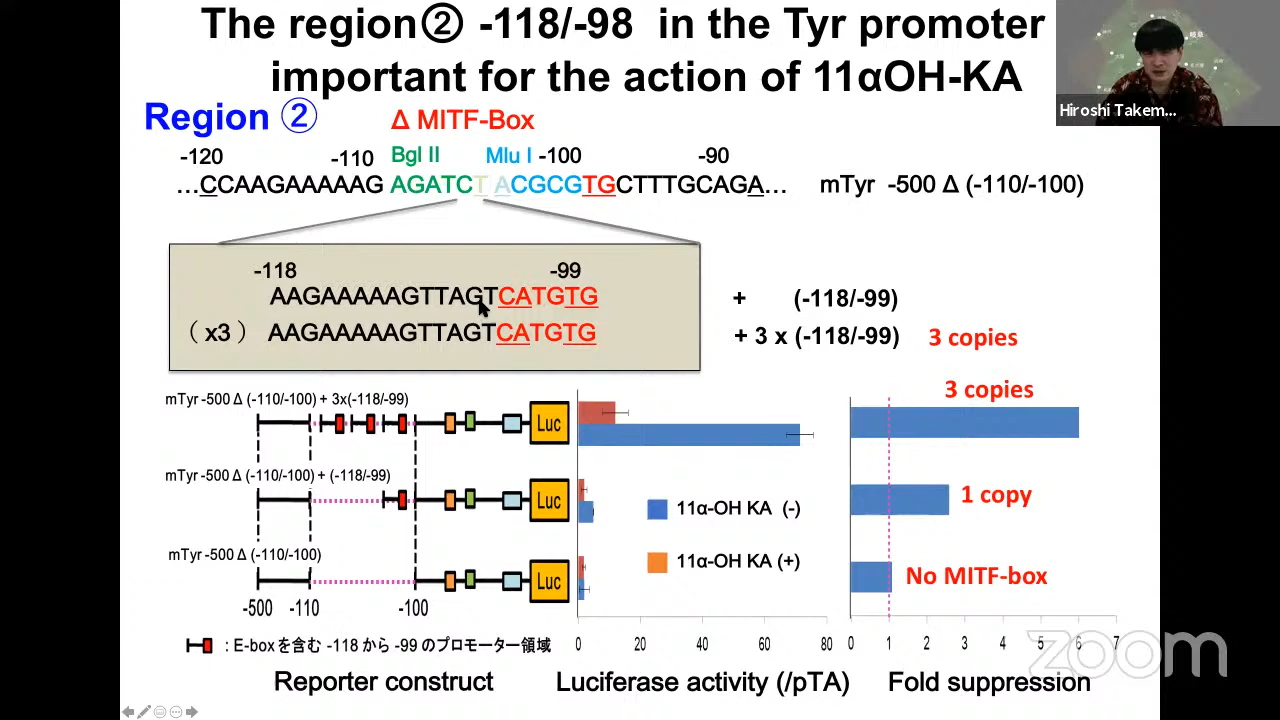 The region② -118/-98 in the Tyr promoter
important for the action of 11αOH-KA
Hiroshi Takem...
Region ②
Δ MITF-Box
-120
-110
Bgl II
Mlu I
-100
-90
...CCAAGAAAAAG AGATCT ACGCGTGCTTTGCAGA...
mTyr -500 Δ (-110/-100)
-118
-99
AAGAAAAAGTTAGTCATGTG
+ (-118/-99)
( x3 ) AAGAAAAAGTTAGTCATGTG
+ 3 x (-118/-99) 3 copies
3 copies
mTyr -500 Δ (-110/-100) + 3x(-118/-99)
Luc
mTyr -500 Δ (-110/-100) + (-118/-99)
Luc
1 copy
11α-OH KA (-)
mTyr -500 Δ (-110/-100)
11α-OH KA (+)
Luc
No MITF-box
-500 -110 -100
: E-boxを含む -118 から -99 のプロモーター領域
0 20 40 60 80
0 1 2 3 4 5 6 7
zoom
Reporter construct
Luciferase activity (/pTA)
Fold suppression